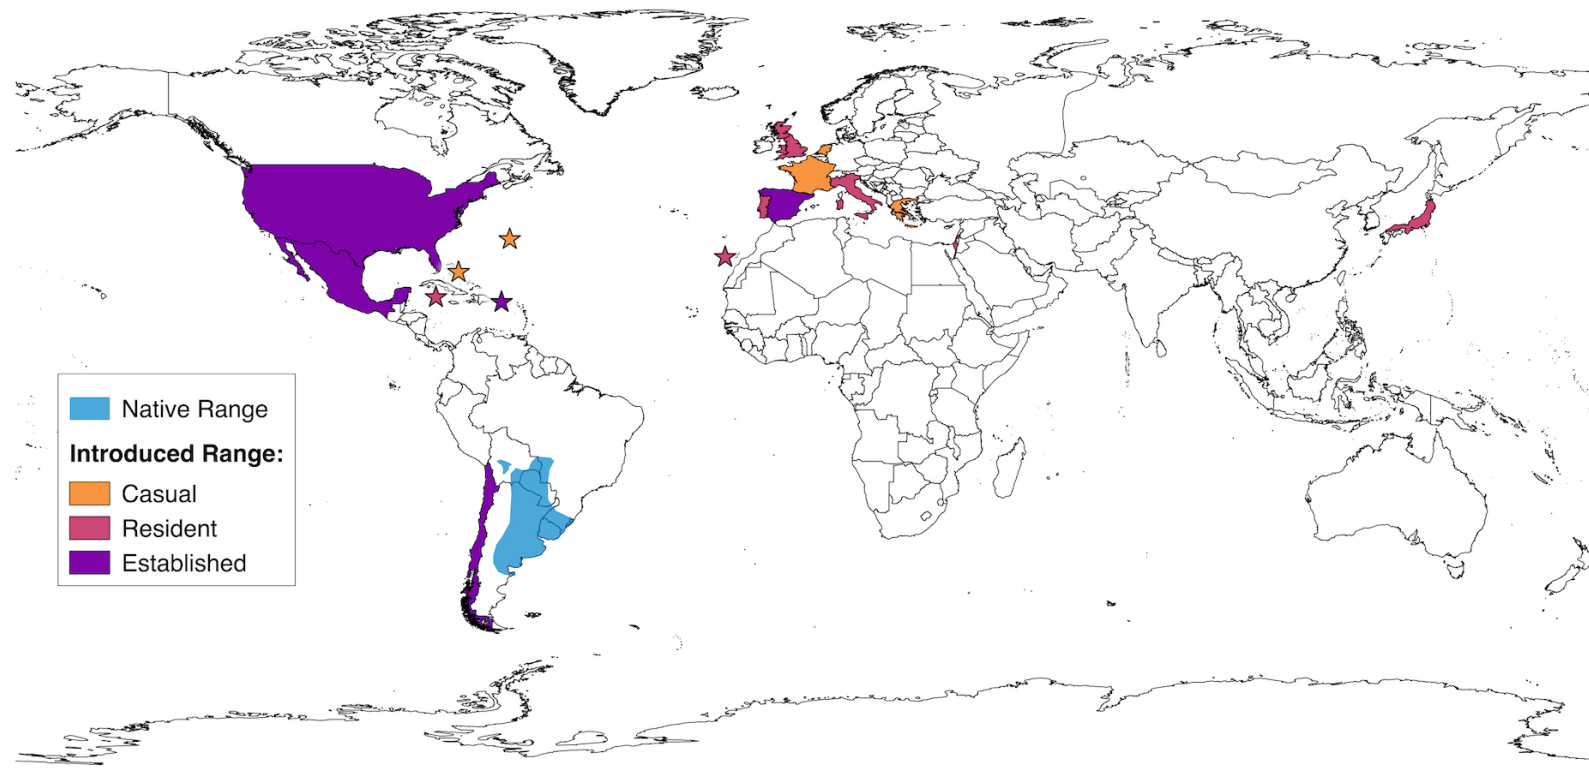 Native Range
Introduced Range:
Casual
Resident
Established